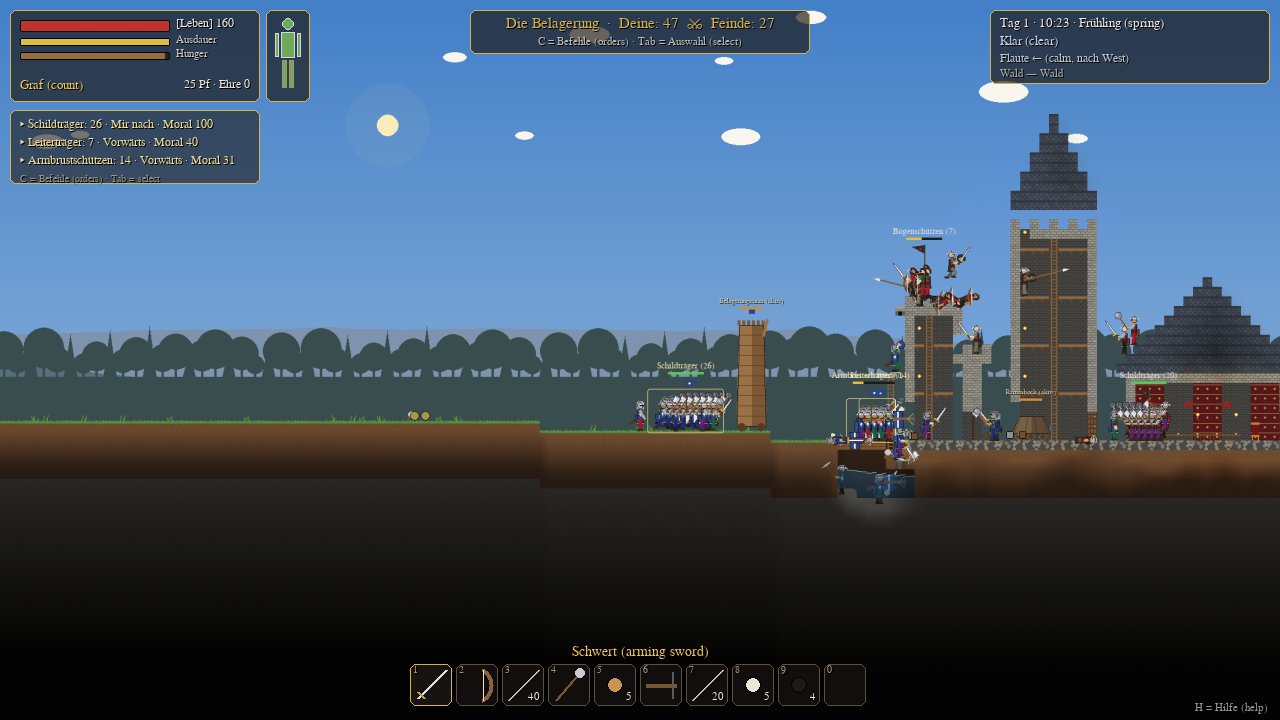 [Leben] 160
Ausdauer
Hunger
Graf (count)
25 Pf · Ehre 0
Die Belagerung · Deine: 47 ⚔ Feinde: 27
C = Befehle (orders) · Tab = Auswahl (select)
Tag 1 · 10:23 · Frühling (spring)
Klar (clear)
Flaute ← (calm, nach West)
Wald — Wald
‣ Schildträger: 26 · Mir nach · Moral 100
‣ Leiterträger: 7 · Vorwärts · Moral 40
‣ Armbrustschützen: 14 · Vorwärts · Moral 31
C = Befehle (orders) · Tab = select
Bogenschützen (7)
Belagerungsturm (aktiv)
Schildträger (26)
Schildträger (20)
Rammbock (aktiv)
Schwert (arming sword)
1
2
3
40
4
5
5
6
7
20
8
5
9
4
0
H = Hilfe (help)